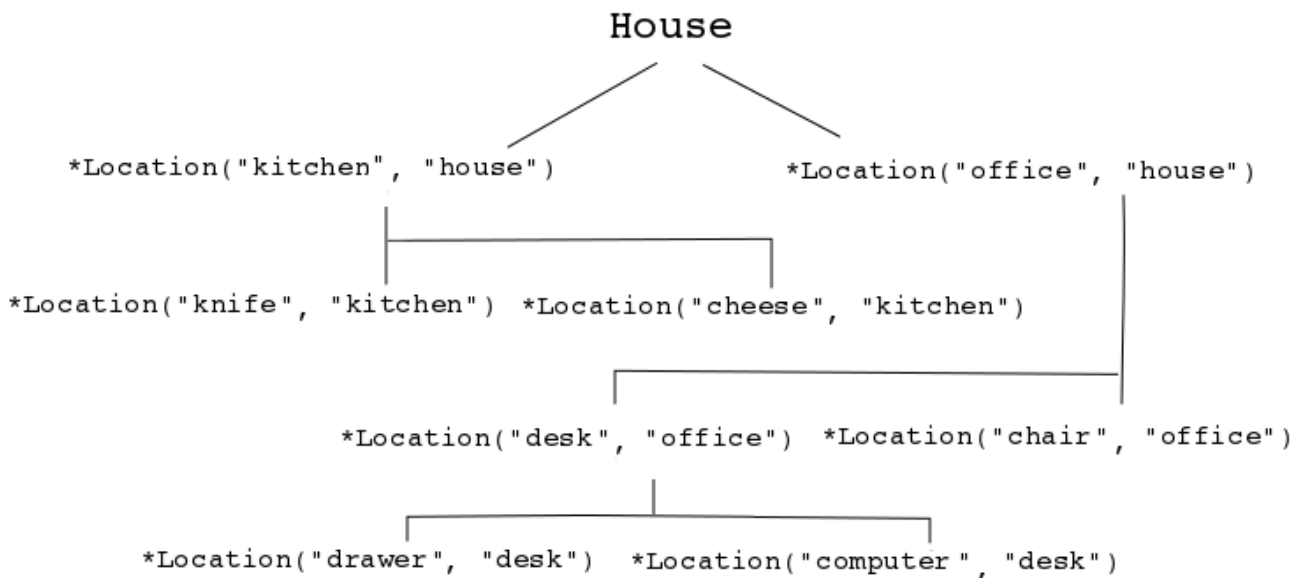 House
*Location("kitchen", "house")
*Location("office", "house")
*Location("knife", "kitchen")
*Location("cheese", "kitchen")
*Location("desk", "office")
*Location("chair", "office")
*Location("drawer", "desk")
*Location("computer", "desk")